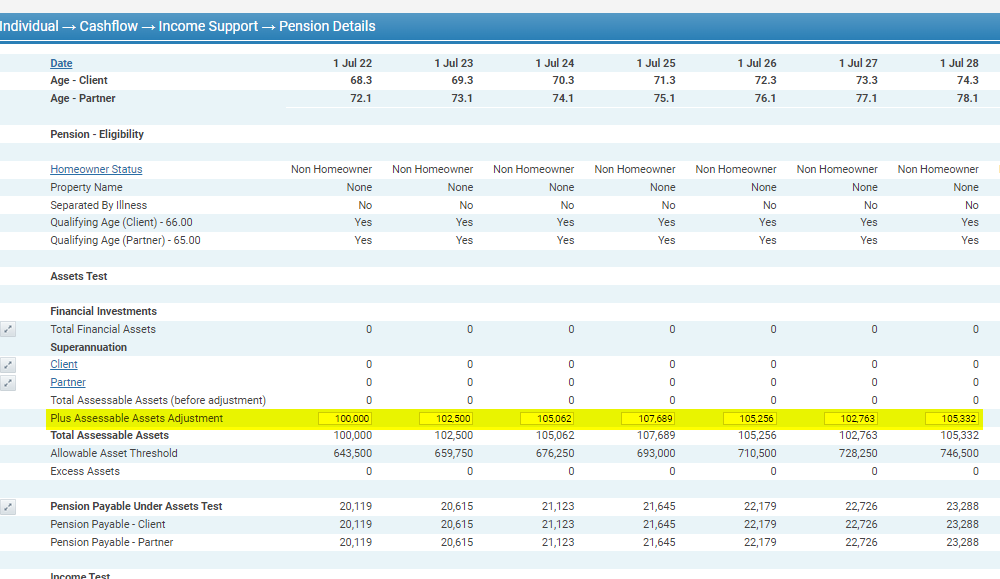 Individual → Cashflow → Income Support → Pension Details
Date 1 Jul 22 1 Jul 23 1 Jul 24 1 Jul 25 1 Jul 26 1 Jul 27 1 Jul 28
Age - Client 68.3 69.3 70.3 71.3 72.3 73.3 74.3
Age - Partner 72.1 73.1 74.1 75.1 76.1 77.1 78.1
Pension - Eligibility
Homeowner Status Non Homeowner Non Homeowner Non Homeowner Non Homeowner Non Homeowner Non Homeowner Non Homeowner
Property Name None None None None None None None
Separated By Illness No No No No No No No
Qualifying Age (Client) - 66.00 Yes Yes Yes Yes Yes Yes Yes
Qualifying Age (Partner) - 65.00 Yes Yes Yes Yes Yes Yes Yes
Assets Test
Financial Investments
Total Financial Assets 0 0 0 0 0 0 0
Superannuation
Client 0 0 0 0 0 0 0
Partner 0 0 0 0 0 0 0
Total Assessable Assets (before adjustment) 0 0 0 0 0 0 0
Plus Assessable Assets Adjustment 100,000 102,500 105,062 107,689 105,256 102,763 105,332
Total Assessable Assets 100,000 102,500 105,062 107,689 105,256 102,763 105,332
Allowable Asset Threshold 643,500 659,750 676,250 693,000 710,500 728,250 746,500
Excess Assets 0 0 0 0 0 0 0
Pension Payable Under Assets Test 20,119 20,615 21,123 21,645 22,179 22,726 23,288
Pension Payable - Client 20,119 20,615 21,123 21,645 22,179 22,726 23,288
Pension Payable - Partner 20,119 20,615 21,123 21,645 22,179 22,726 23,288
Income Test